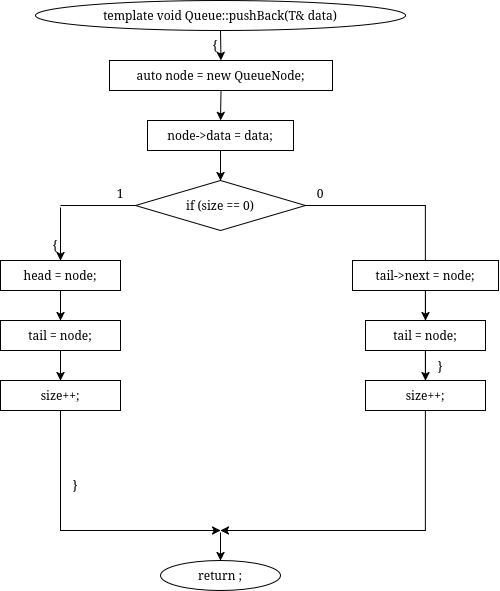 template void Queue::pushBack(T& data)
{
auto node = new QueueNode;
node->data = data;
if (size == 0)
1
0
{
head = node;
tail->next = node;
tail = node;
tail = node;
}
size++;
size++;
}
return ;